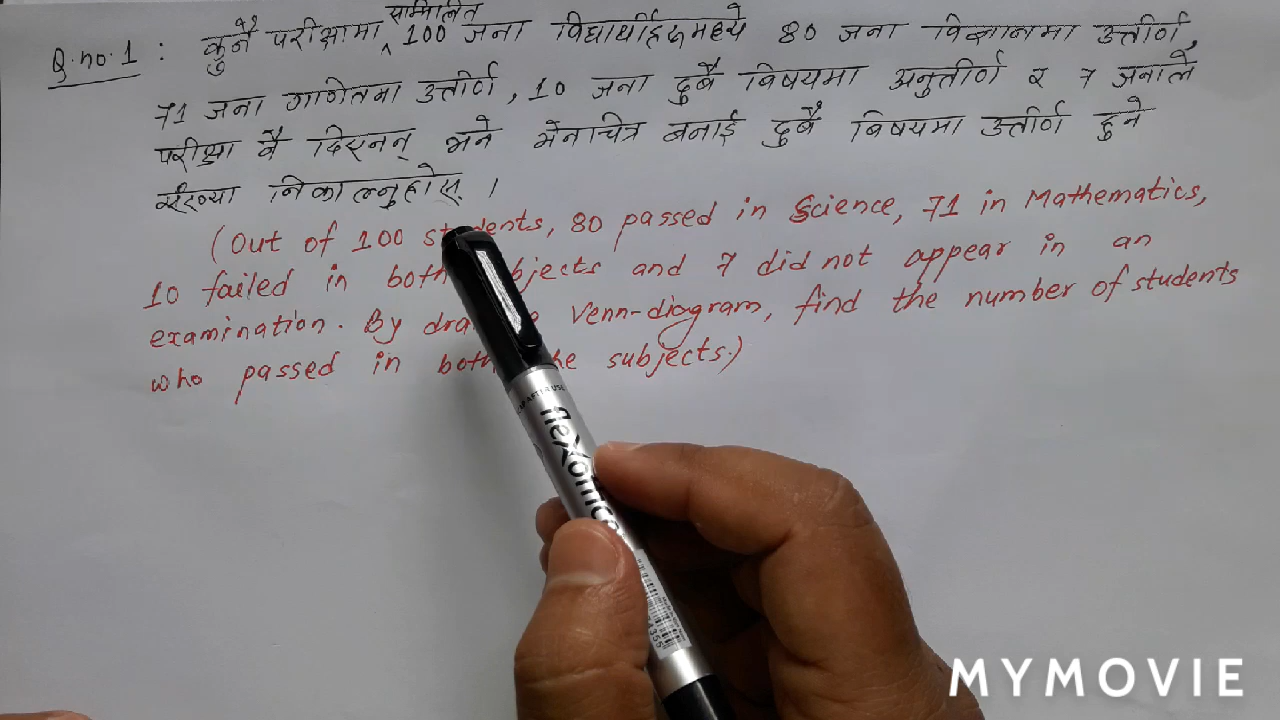 Q.no.1 : कुनै परीक्षामा सम्मिलित 100 जना विद्यार्थीहरूमध्ये 80 जना विज्ञानमा उत्तीर्ण,
71 जना गणितमा उत्तीर्ण, 10 जना दुबै बिषयमा अनुतीर्ण र 7 जनाले
परीक्षा नै दिएनन् भने भेनाचित्र बनाई दुबै बिषयमा उत्तीर्ण हुने
संख्या निकाल्नुहोस् ।
(Out of 100 students, 80 passed in Science, 71 in Mathematics,
10 failed in both subjects and 7 did not appear in an
examination. By Venn-diagram, find the number of students
who passed in both the subjects.)
flexoffice
MYMOVIE